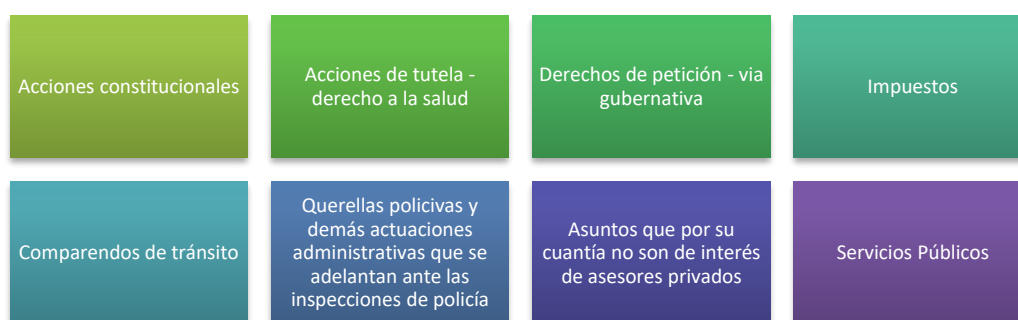 Acciones constitucionales
Acciones de tutela -
derecho a la salud
Derechos de petición - via
gubernativa
Impuestos
Comparendos de tránsito
Querellas policivas y
demás actuaciones
administrativas que se
adelantan ante las
inspecciones de policía
Asuntos que por su
cuantía no son de interés
de asesores privados
Servicios Públicos